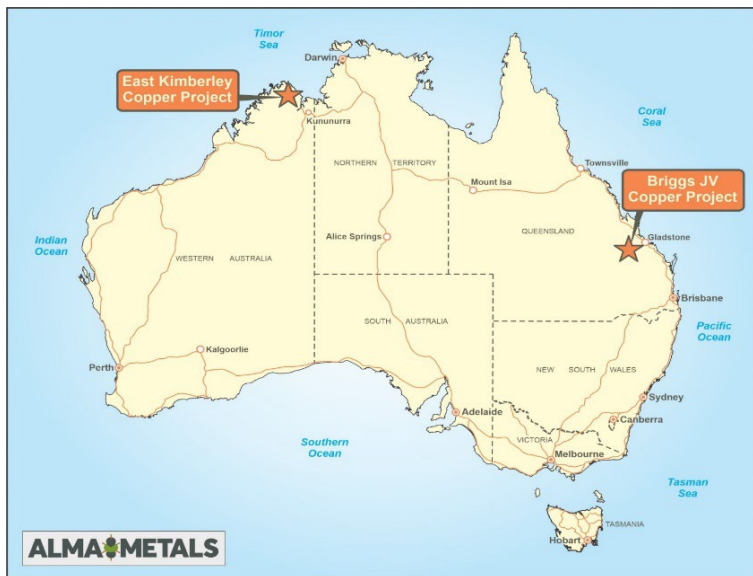 Timor
Sea
Darwin
East Kimberley
Copper Project
Kununurra
Coral
Sea
NORTHERN TERRITORY
Townsville
Mount Isa
Briggs JV
Copper Project
QUEENSLAND
Gladstone
Alice Springs
Indian
Ocean
WESTERN AUSTRALIA
Brisbane
SOUTH AUSTRALIA
Pacific
Ocean
Kalgoorlie
Perth
NEW SOUTH WALES
Sydney
Adelaide
Canberra
Southern
Ocean
VICTORIA
Melbourne
Tasman
Sea
TASMANIA
Hobart
ALMA METALS